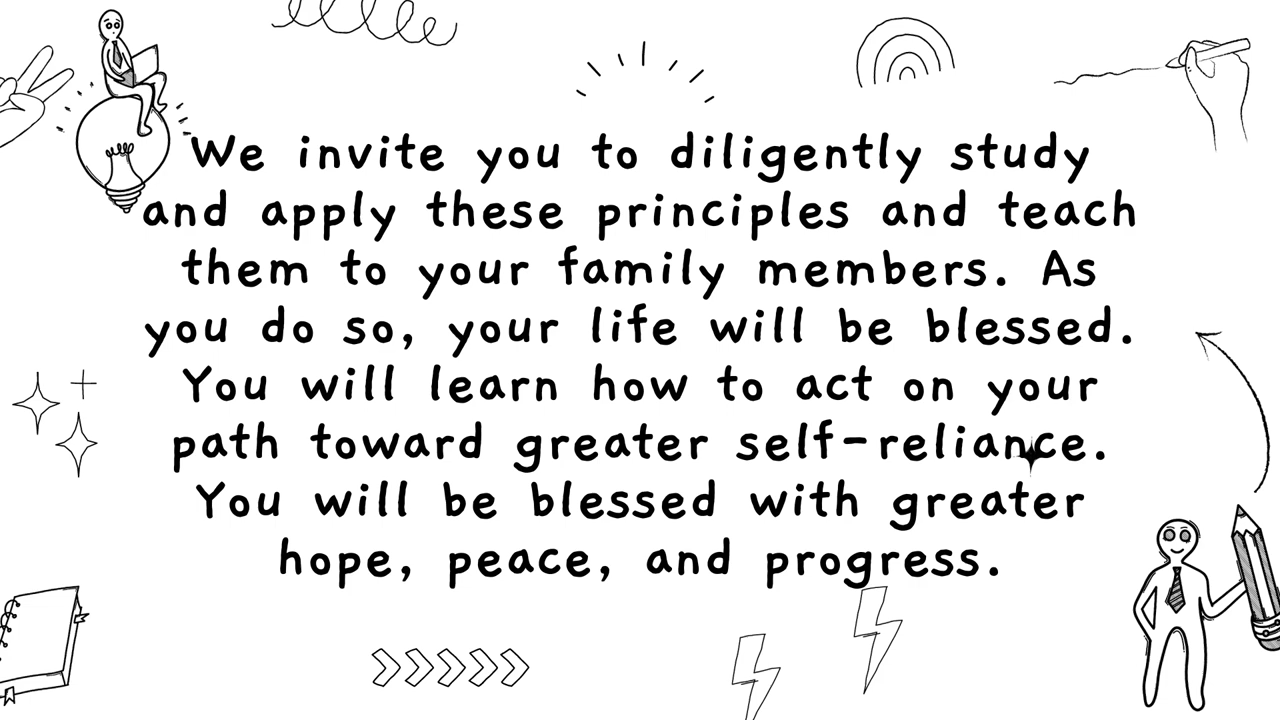 We invite you to diligently study
and apply these principles and teach
them to your family members. As
you do so, your life will be blessed.
You will learn how to act on your
path toward greater self-reliance.
You will be blessed with greater
hope, peace, and progress.